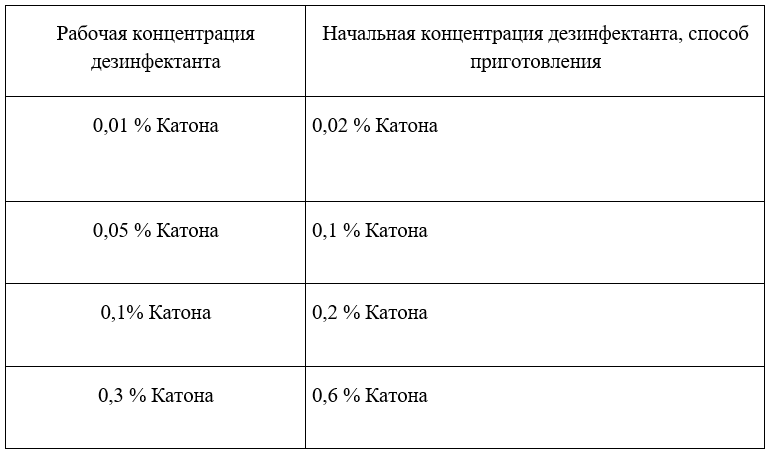 Рабочая концентрация
дезинфектанта
Начальная концентрация дезинфектанта, способ
приготовления
0,01 % Катона
0,02 % Катона
0,05 % Катона
0,1 % Катона
0,1% Катона
0,2 % Катона
0,3 % Катона
0,6 % Катона